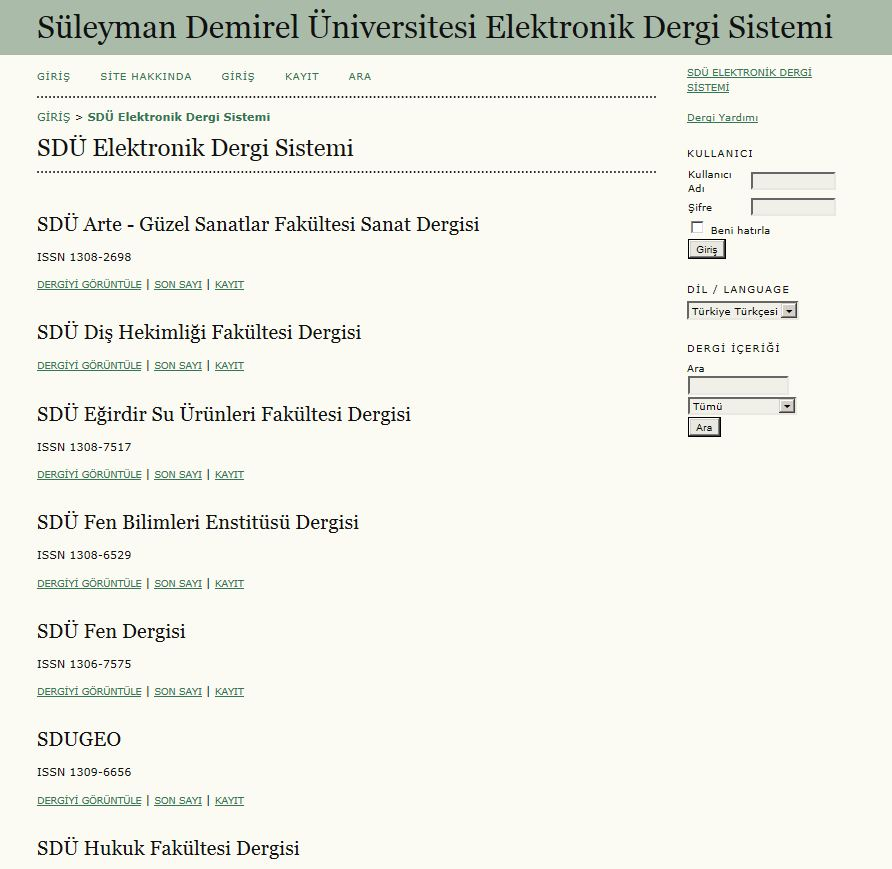 Süleyman Demirel Üniversitesi Elektronik Dergi Sistemi
GİRİŞ SİTE HAKKINDA GİRİŞ KAYIT ARA
GİRİŞ > SDÜ Elektronik Dergi Sistemi
SDÜ Elektronik Dergi Sistemi
SDÜ Arte - Güzel Sanatlar Fakültesi Sanat Dergisi
ISSN 1308-2698
DERGİYİ GÖRÜNTÜLE | SON SAYI | KAYIT
SDÜ Diş Hekimliği Fakültesi Dergisi
DERGİYİ GÖRÜNTÜLE | SON SAYI | KAYIT
SDÜ Eğirdir Su Ürünleri Fakültesi Dergisi
ISSN 1308-7517
DERGİYİ GÖRÜNTÜLE | SON SAYI | KAYIT
SDÜ Fen Bilimleri Enstitüsü Dergisi
ISSN 1308-6529
DERGİYİ GÖRÜNTÜLE | SON SAYI | KAYIT
SDÜ Fen Dergisi
ISSN 1306-7575
DERGİYİ GÖRÜNTÜLE | SON SAYI | KAYIT
SDUGEO
ISSN 1309-6656
DERGİYİ GÖRÜNTÜLE | SON SAYI | KAYIT
SDÜ Hukuk Fakültesi Dergisi
SDÜ ELEKTRONİK DERGİ
SİSTEMİ
Dergi Yardımı
KULLANICI
Kullanıcı
Adı
Şifre
Beni hatırla
Giriş
DİL / LANGUAGE
Türkiye Türkçesi
DERGİ İÇERİĞİ
Ara
Tümü
Ara